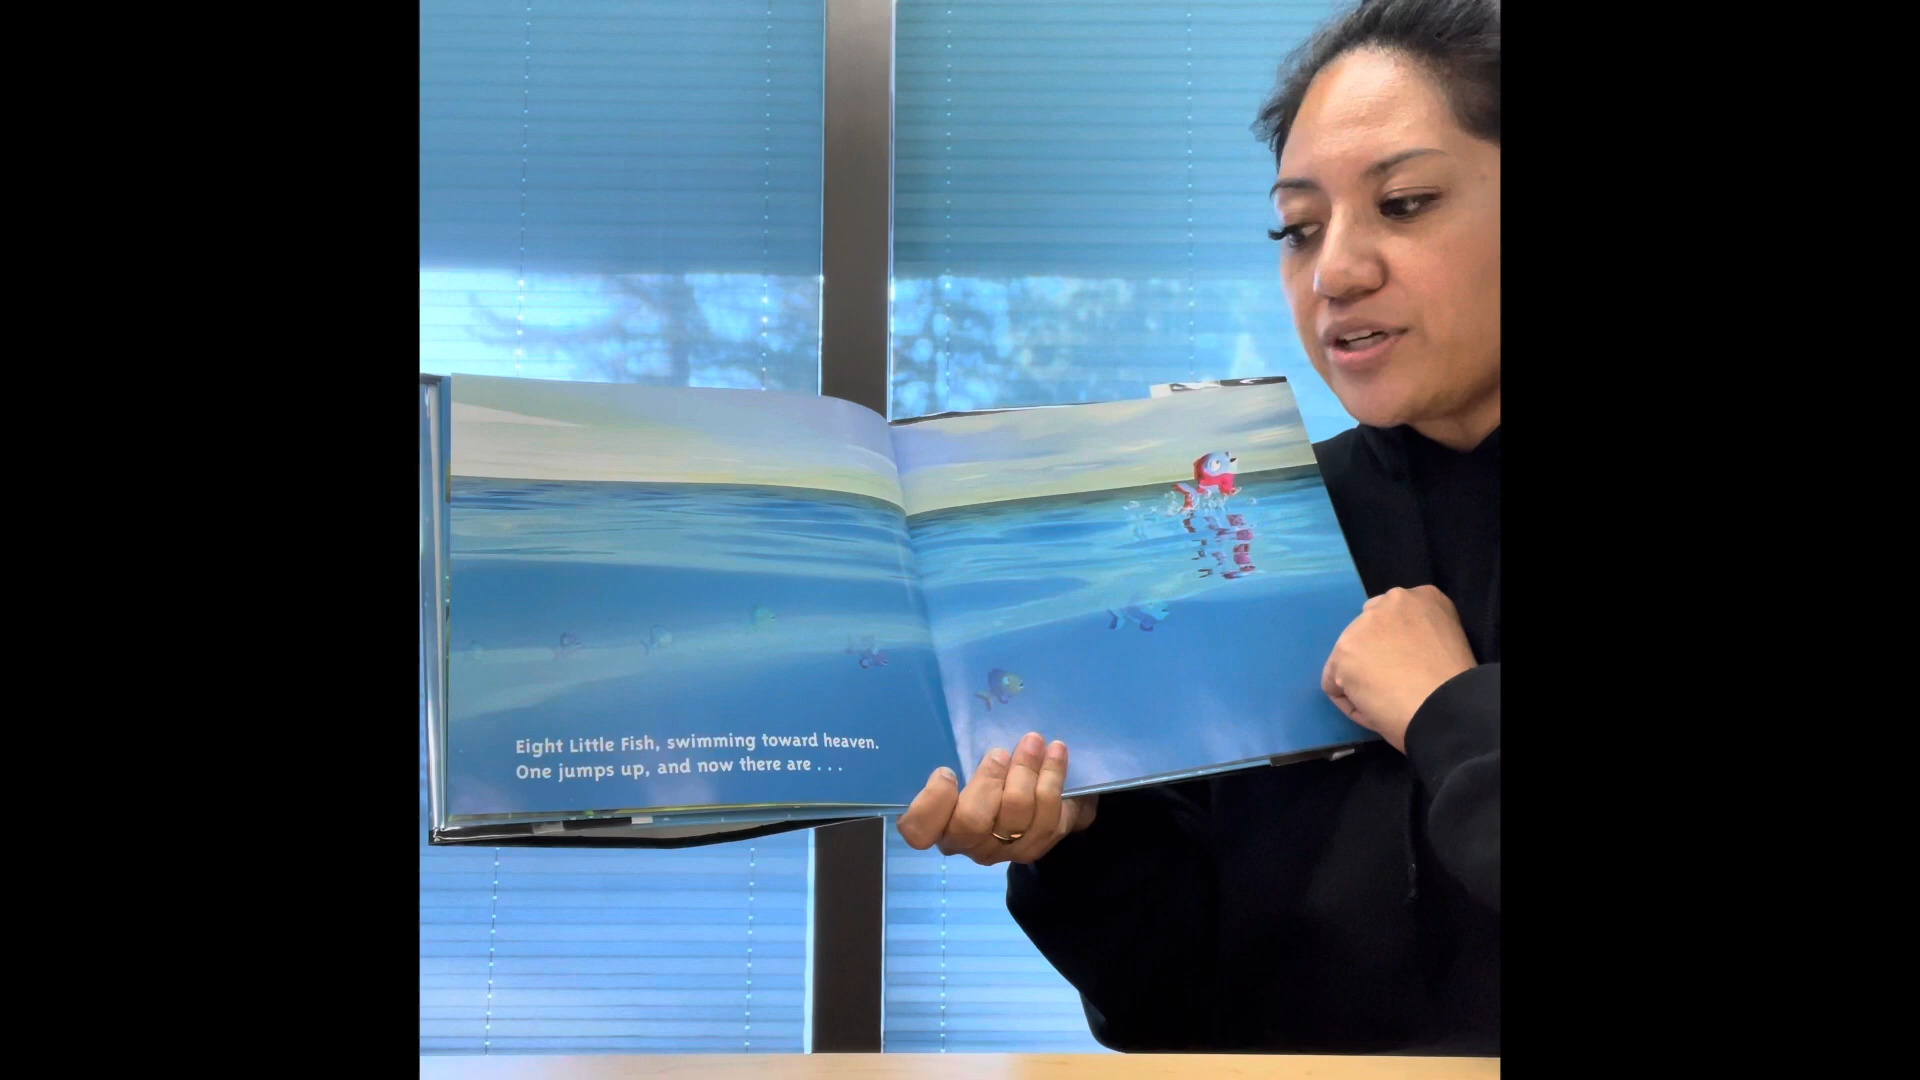 Eight Little Fish, swimming toward heaven.
One jumps up, and now there are . . .